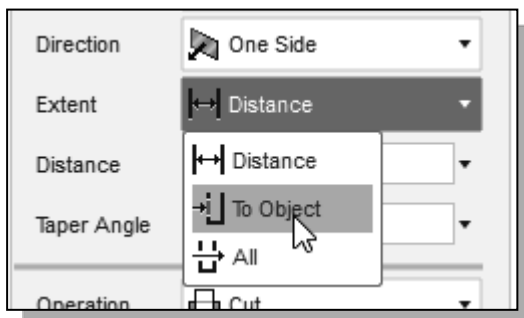 Direction One Side
Extent Distance
Distance Distance
Taper Angle To Object
All
Operation Cut